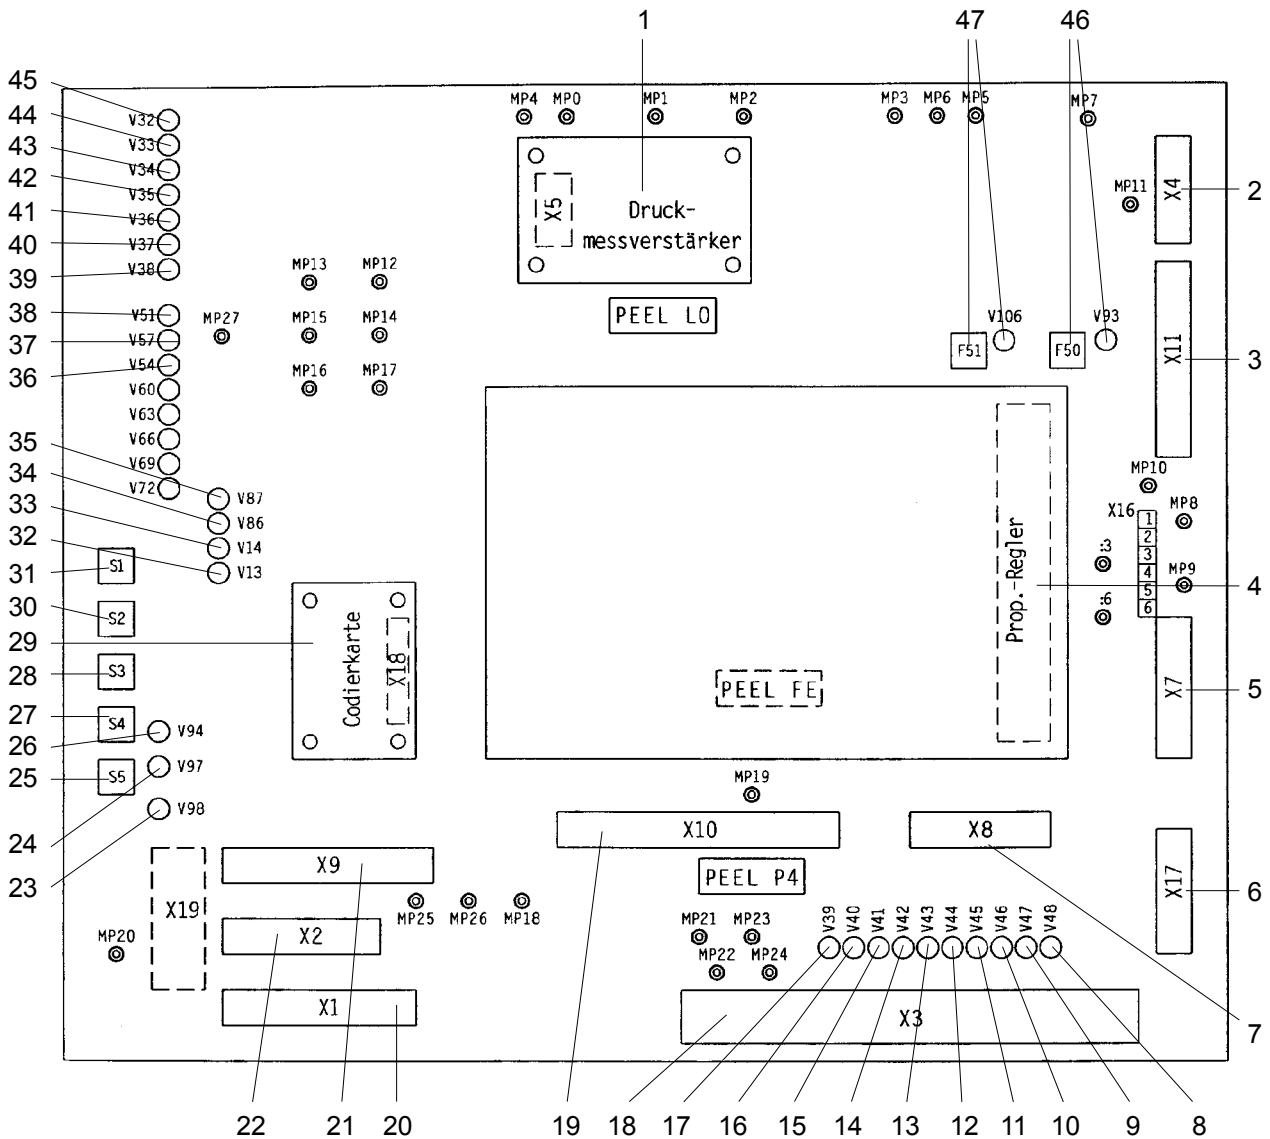 1
47
46
45
44
43
42
41
40
39
38
37
36
35
34
33
32
31
30
29
28
27
26
25
24
23
V32
V33
V34
V35
V36
V37
V38
V51
V57
V54
V60
V63
V66
V69
V72
V87
V86
V14
V13
MP4
MP0
MP1
MP2
MP3
MP6
MP5
MP7
MP11
X4
2
X5
Druck-
messverstärker
PEEL LO
MP13
MP12
MP27
MP15
MP14
MP16
MP17
V106
V93
F51
F50
X11
3
MP10
X16
MP8
1
2
3
4
5
6
:3
:6
MP9
4
Prop.-Regler
PEEL FE
X7
5
S1
S2
S3
S4
S5
Codierkarte
X18
V94
V97
V98
MP19
X10
X8
PEEL P4
X17
6
X9
X19
X2
X1
MP25
MP26
MP18
MP20
MP21
MP23
MP22
MP24
V39
V40
V41
V42
V43
V44
V45
V46
V47
V48
X3
7
22
21
20
19
18
17
16
15
14
13
12
11
10
9
8